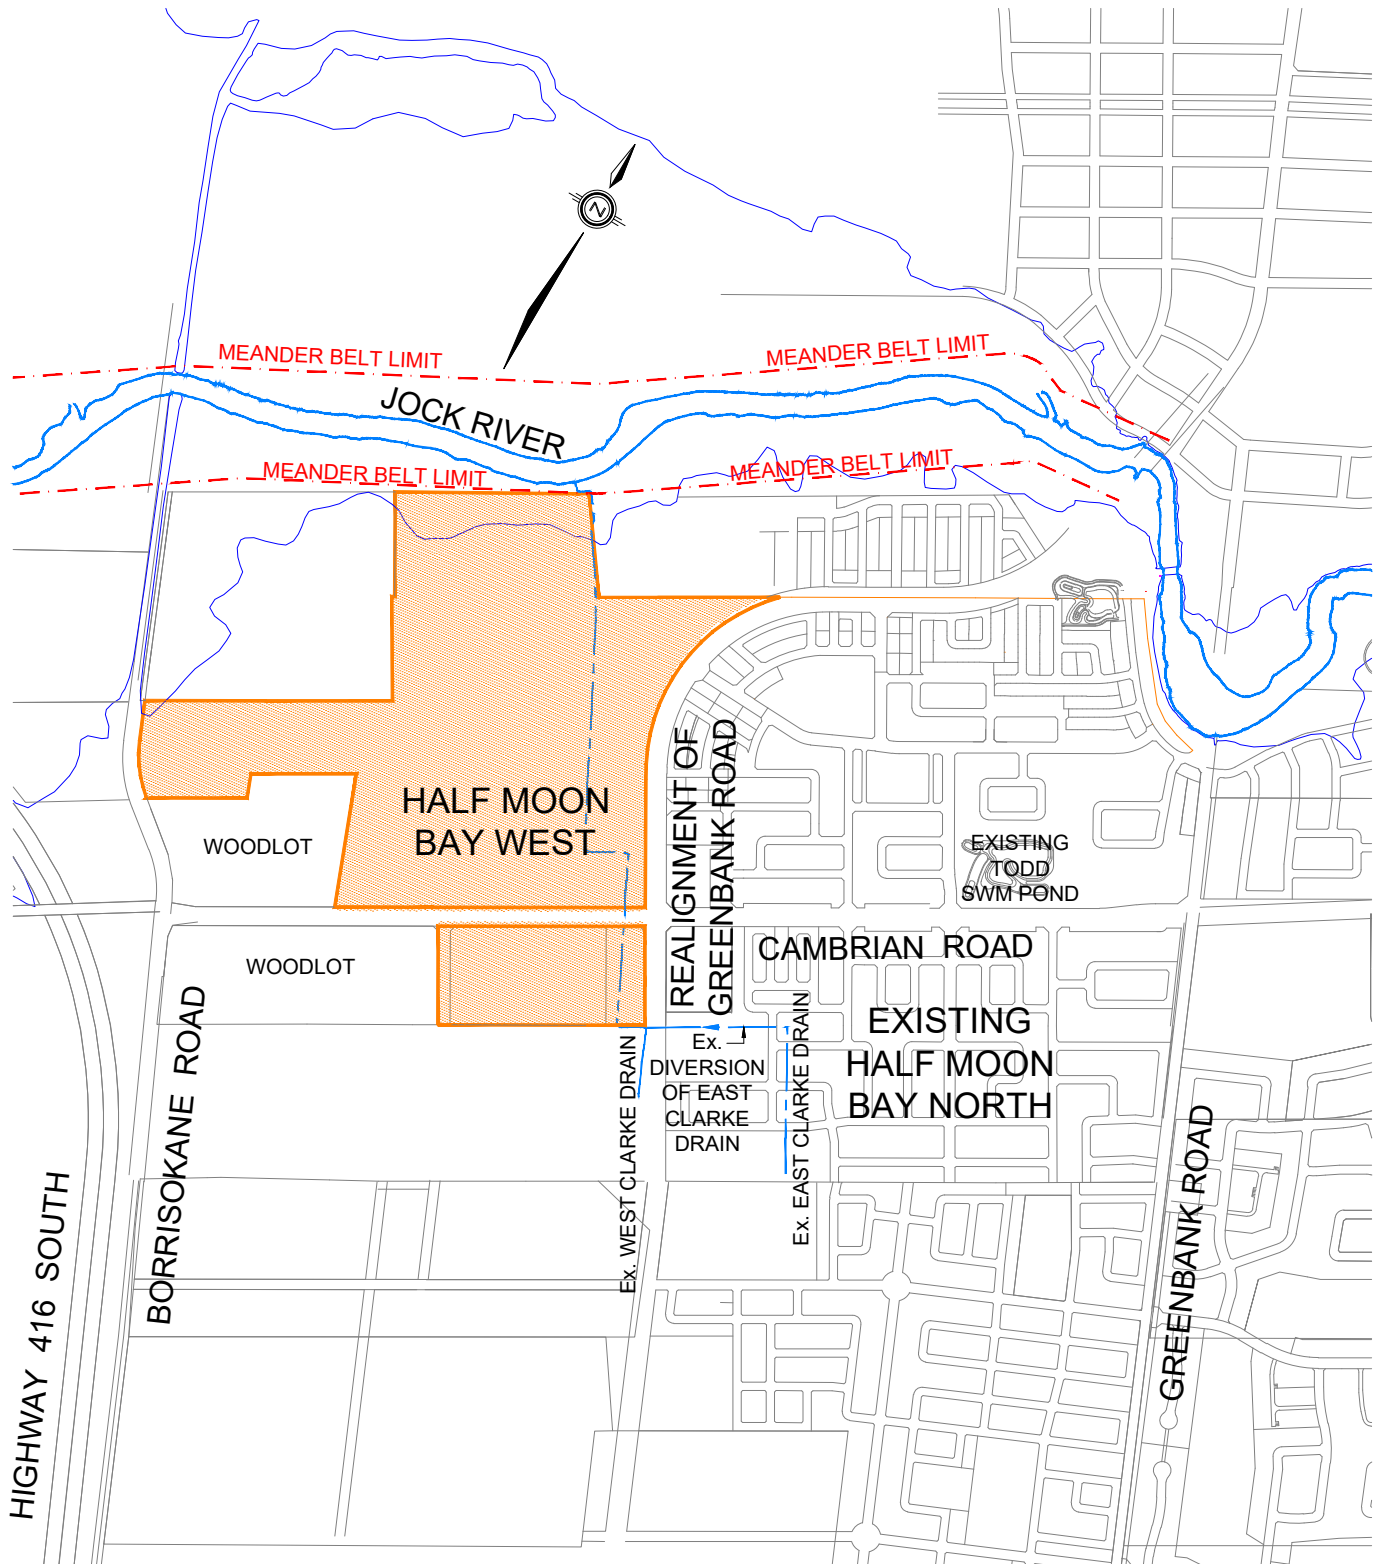 N
MEANDER BELT LIMIT
MEANDER BELT LIMIT
JOCK RIVER
MEANDER BELT LIMIT
MEANDER BELT LIMIT
HALF MOON
BAY WEST
REALIGNMENT OF
GREENBANK ROAD
WOODLOT
EXISTING
TODD
SWM POND
CAMBRIAN ROAD
WOODLOT
EXISTING
HALF MOON
BAY NORTH
Ex.
DIVERSION
OF EAST
CLARKE
DRAIN
Ex. WEST CLARKE DRAIN
Ex. EAST CLARKE DRAIN
BORRISOKANE ROAD
GREENBANK ROAD
HIGHWAY 416 SOUTH